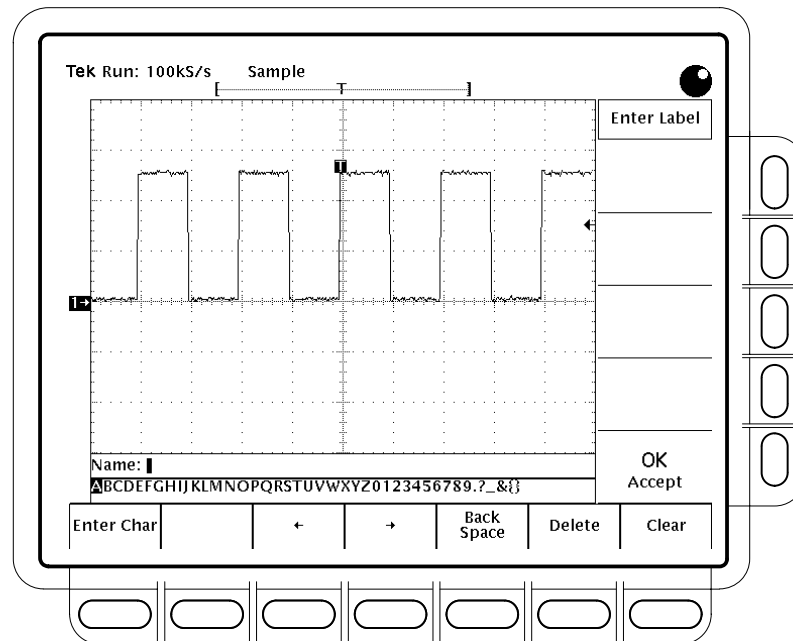 Tek Run: 100kS/s Sample
[ T ]
Enter Label
T
←
1→
Name:
ABCDEFGHIJKLMNOPQRSTUVWXYZ0123456789.?_&{}
OK
Accept
Enter Char
←
→
Back
Space
Delete
Clear